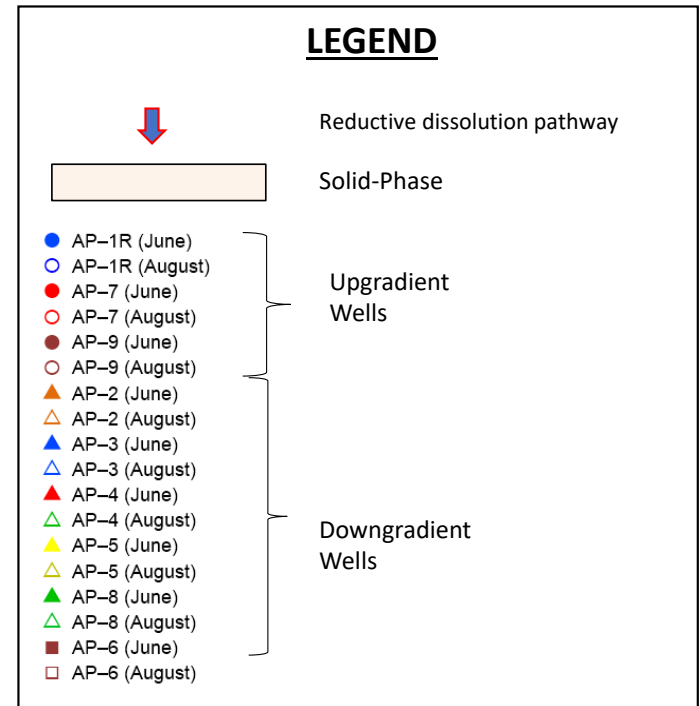 LEGEND
Reductive dissolution pathway
Solid-Phase
AP–1R (June)
AP–1R (August)
AP–7 (June)
AP–7 (August)
AP–9 (June)
AP–9 (August)
Upgradient
Wells
AP–2 (June)
AP–2 (August)
AP–3 (June)
AP–3 (August)
AP–4 (June)
AP–4 (August)
AP–5 (June)
AP–5 (August)
AP–8 (June)
AP–8 (August)
AP–6 (June)
AP–6 (August)
Downgradient
Wells